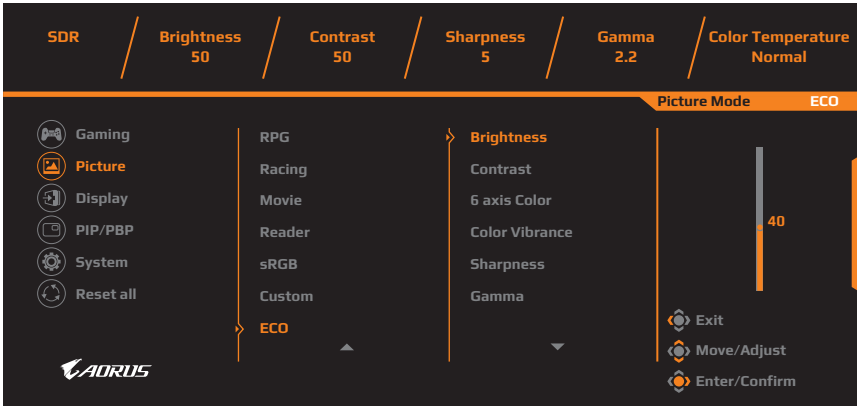 SDR Brightness Contrast Sharpness Gamma Color Temperature
50 50 5 2.2 Normal
Picture Mode ECO
Gaming
Picture
Display
PIP/PBP
System
Reset all
RPG
Racing
Movie
Reader
sRGB
Custom
ECO
Brightness
Contrast
6 axis Color
Color Vibrance
Sharpness
Gamma
40
Exit
Move/Adjust
Enter/Confirm
AORUS